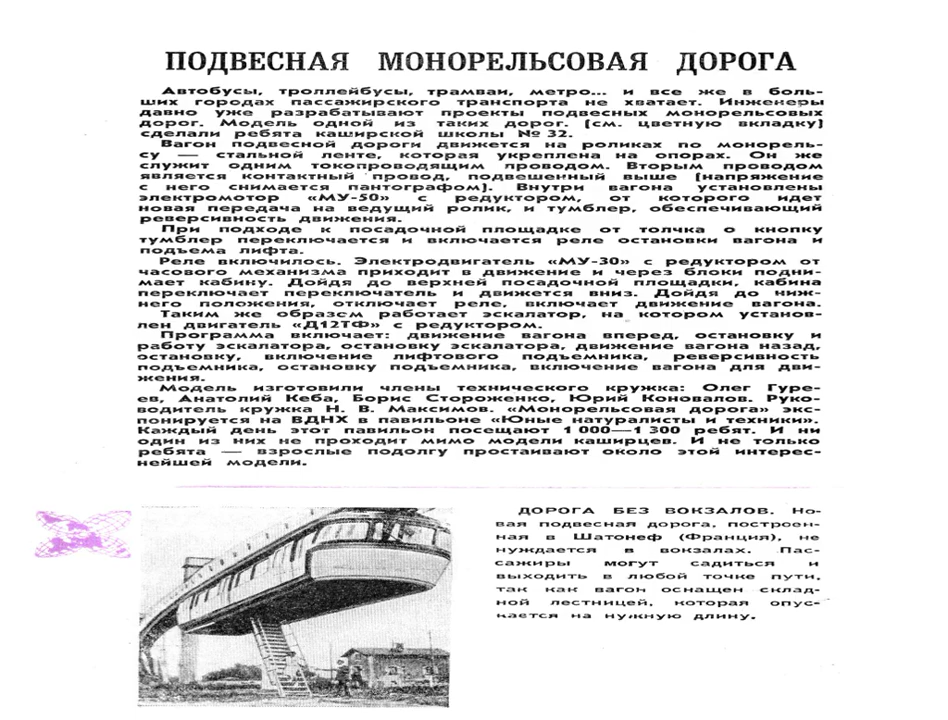 ПОДВЕСНАЯ МОНОРЕЛЬСОВАЯ ДОРОГА
Автобусы, троллейбусы, трамваи, метро... и все же в боль-
ших городах пассажирского транспорта не хватает. Инженеры
давно уже разрабатывают проекты подвесных монорельсовых
дорог. Модель одной из таких дорог. (см. цветную вкладку)
сделали ребята каширской школы № 32.
Вагон подвесной дороги движется на роликах по монорель-
су — стальной ленте, которая укреплена на опорах. Он же
служит одним токопроводящим проводом. Вторым проводом
является контактный провод, подвешенный выше (напряжение
с него снимается пантографом). Внутри вагона установлены
электромотор «МУ-50» с редуктором, от которого идет
новая передача на ведущий ролик, и тумблер, обеспечивающий
реверсивность движения.
При подходе к посадочной площадке от толчка о кнопку
тумблер переключается и включается реле остановки вагона и
подъема лифта.
Реле включилось. Электродвигатель «МУ-30» с редуктором от
часового механизма приходит в движение и через блоки подни-
мает кабину. Дойдя до верхней посадочной площадки, кабина
переключает переключатель и движется вниз. Дойдя до ниж-
него положения, отключает реле, включает движение вагона.
Таким же образом работает эскалатор, на котором установ-
лен двигатель «Д12ТФ» с редуктором.
Программа включает: движение вагона вперед, остановку и
работу эскалатора, остановку эскалатора, движение вагона назад,
остановку, включение лифтового подъемника, реверсивность
подъемника, остановку подъемника, включение вагона для дви-
жения.
Модель изготовили члены технического кружка: Олег Гуре-
ев, Анатолий Кеба, Борис Стороженко, Юрий Коновалов. Руко-
водитель кружка Н. В. Максимов. «Монорельсовая дорога» экс-
понируется на ВДНХ в павильоне «Юные натуралисты и техники».
Каждый день этот павильон посещают 1 000—1 300 ребят. И ни
один из них не проходит мимо модели каширцев. И не только
ребята — взрослые подолгу простаивают около этой интерес-
нейшей модели.
ДОРОГА БЕЗ ВОКЗАЛОВ. Но-
вая подвесная дорога, построен-
ная в Шатонеф (Франция), не
нуждается в вокзалах. Пас-
сажиры могут садиться и
выходить в любой точке пути,
так как вагон оснащен склад-
ной лестницей, которая опус-
кается на нужную длину.